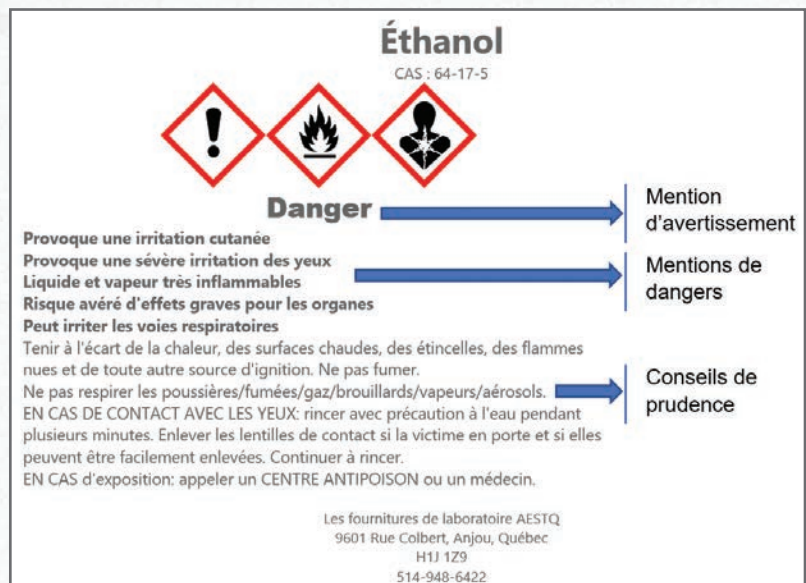 Éthanol
CAS : 64-17-5
Danger
Mention
d'avertissement
Provoque une irritation cutanée
Provoque une sévère irritation des yeux
Liquide et vapeur très inflammables
Risque avéré d'effets graves pour les organes
Peut irriter les voies respiratoires
Mentions de
dangers
Tenir à l'écart de la chaleur, des surfaces chaudes, des étincelles, des flammes
nues et de toute autre source d'ignition. Ne pas fumer.
Ne pas respirer les poussières/fumées/gaz/brouillards/vapeurs/aérosols.
EN CAS DE CONTACT AVEC LES YEUX: rincer avec précaution à l'eau pendant
plusieurs minutes. Enlever les lentilles de contact si la victime en porte et si elles
peuvent être facilement enlevées. Continuer à rincer.
EN CAS d'exposition: appeler un CENTRE ANTIPOISON ou un médecin.
Conseils de
prudence
Les fournitures de laboratoire AESTQ
9601 Rue Colbert, Anjou, Québec
H1J 1Z9
514-948-6422